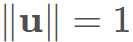 ‖u‖ = 1